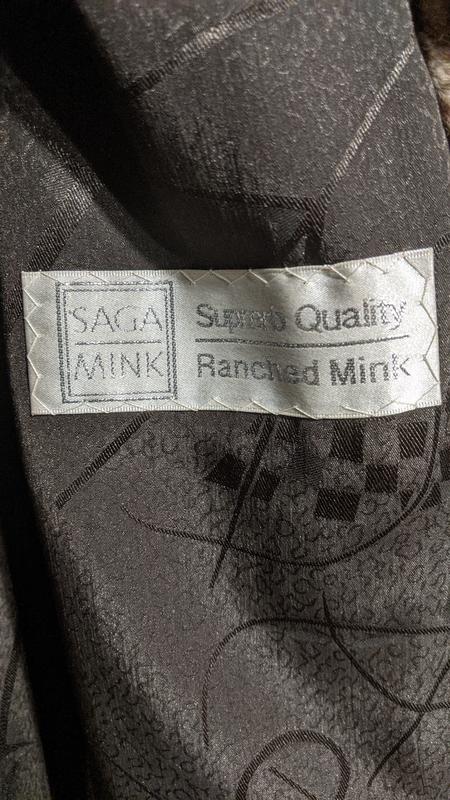 SAGA
MINK
Superb Quality
Ranched Mink